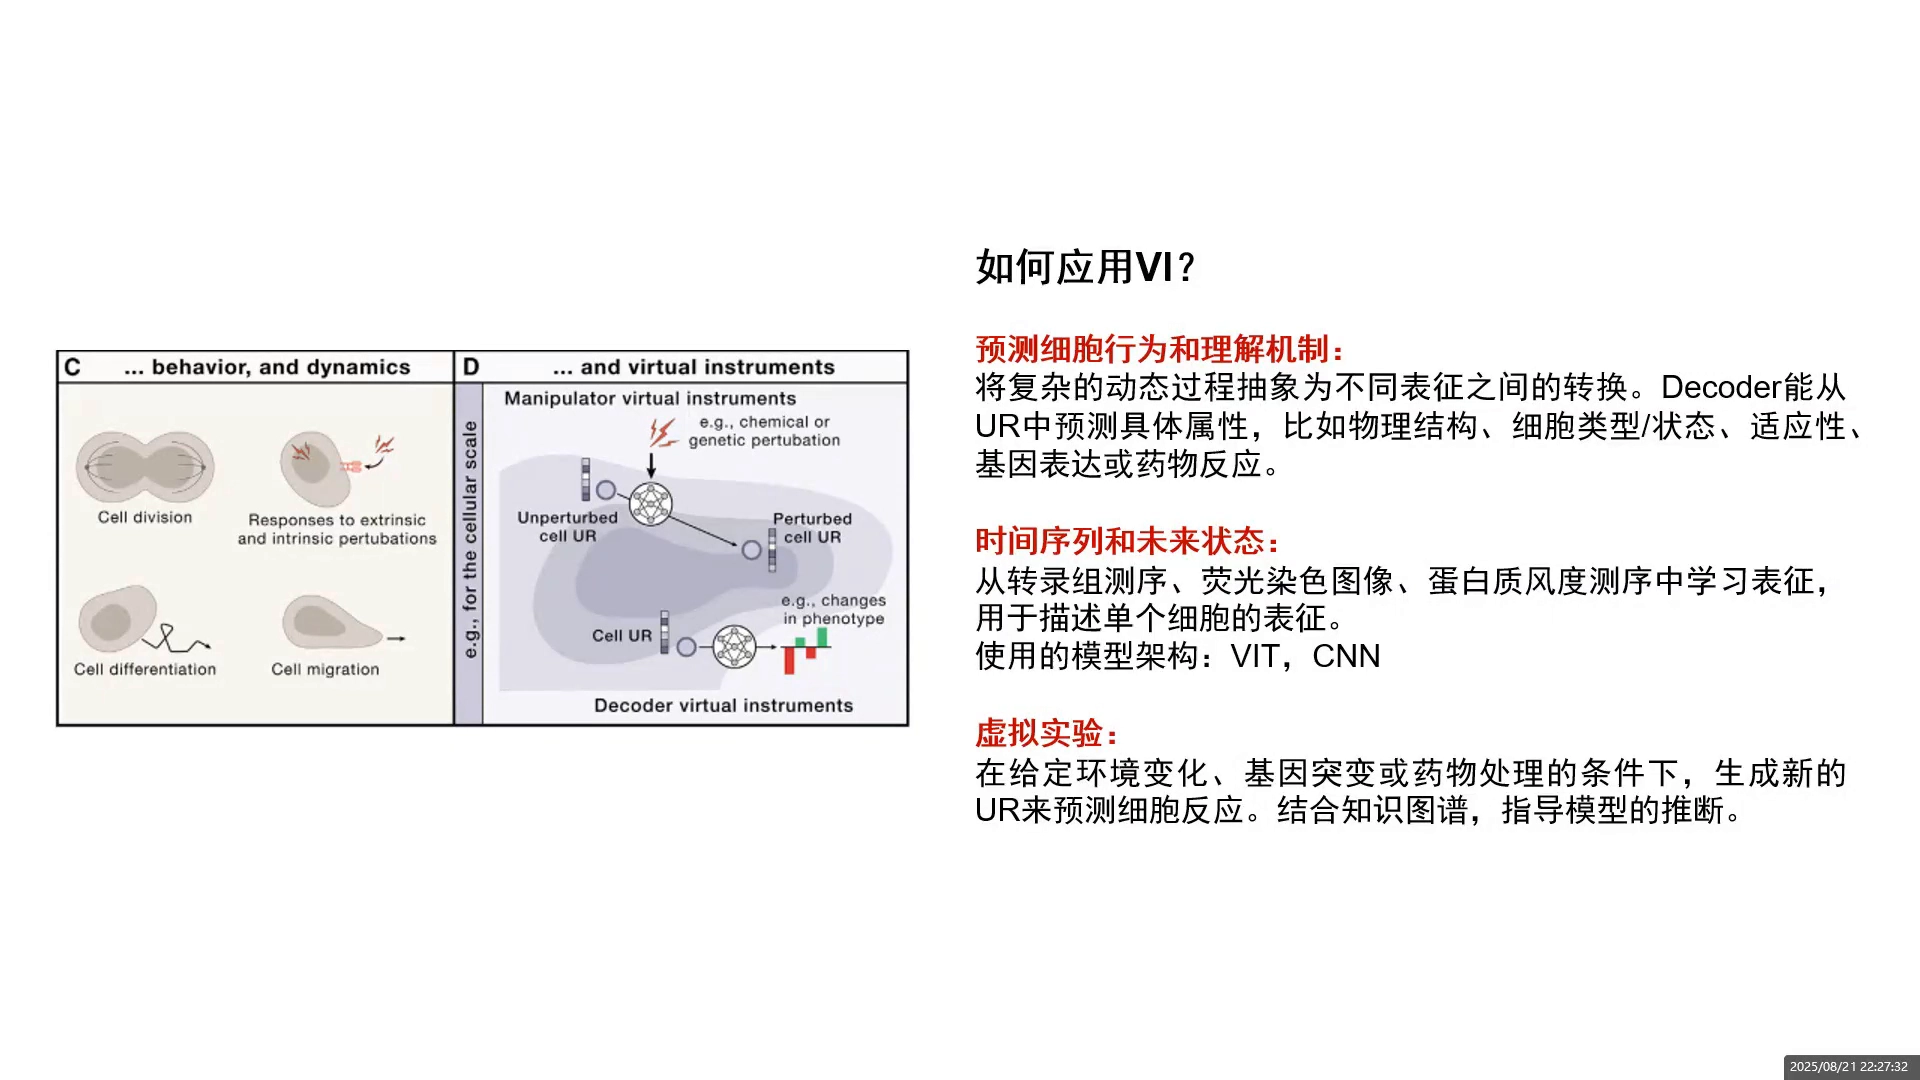 C ... behavior, and dynamics
Cell division
Responses to extrinsic
and intrinsic pertubations
Cell differentiation
Cell migration
D ... and virtual instruments
e.g., for the cellular scale
Manipulator virtual instruments
e.g., chemical or
genetic pertubation
Unperturbed
cell UR
Perturbed
cell UR
e.g., changes
in phenotype
Cell UR
Decoder virtual instruments
如何应用VI？
预测细胞行为和理解机制：
将复杂的动态过程抽象为不同表征之间的转换。Decoder能从
UR中预测具体属性，比如物理结构、细胞类型/状态、适应性、
基因表达或药物反应。
时间序列和未来状态：
从转录组测序、荧光染色图像、蛋白质风度测序中学习表征，
用于描述单个细胞的表征。
使用的模型架构：VIT，CNN
虚拟实验：
在给定环境变化、基因突变或药物处理的条件下，生成新的
UR来预测细胞反应。结合知识图谱，指导模型的推断。
2025/08/21 22:27:32